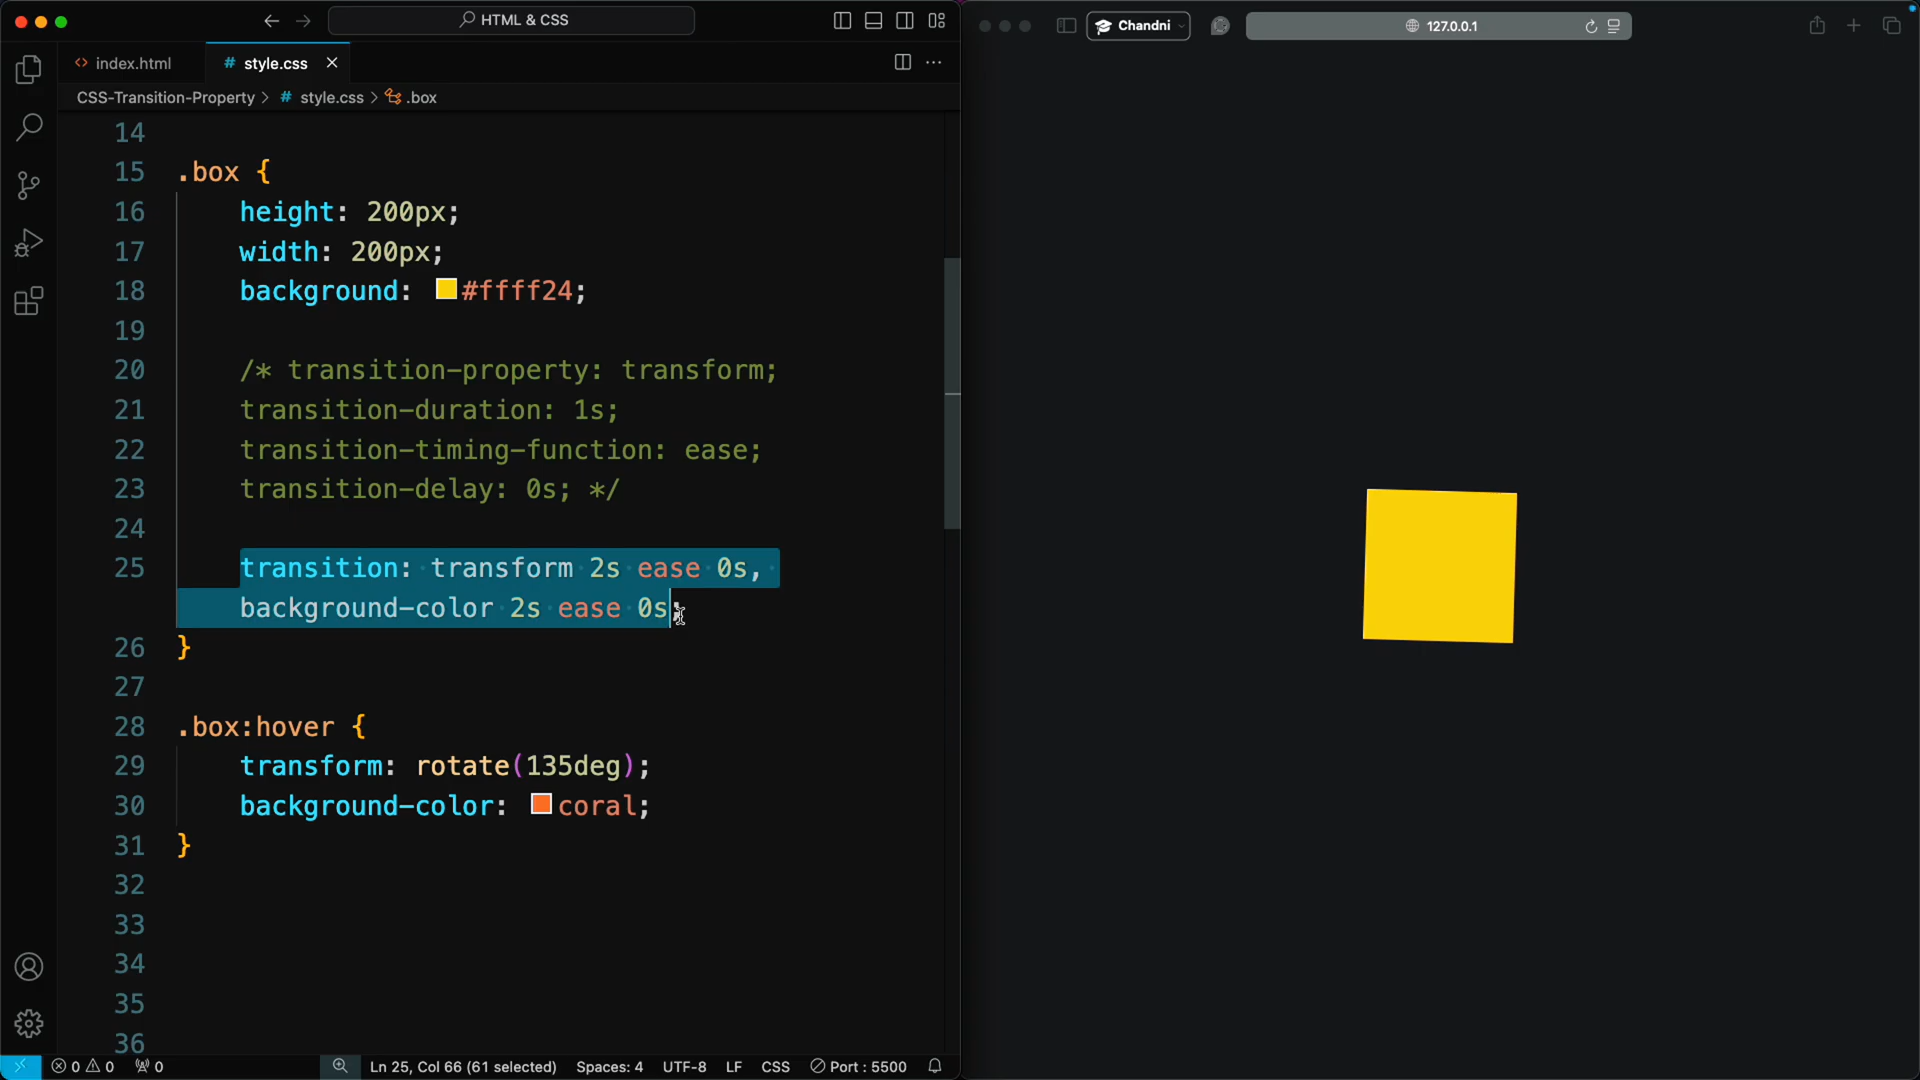 HTML & CSS
index.html
# style.css
CSS-Transition-Property > # style.css > .box
14
15 .box {
16 height: 200px;
17 width: 200px;
18 background: #ffff24;
19
20 /* transition-property: transform;
21 transition-duration: 1s;
22 transition-timing-function: ease;
23 transition-delay: 0s; */
24
25 transition: transform 2s ease 0s,
background-color 2s ease 0s;
26 }
27
28 .box:hover {
29 transform: rotate(135deg);
30 background-color: coral;
31 }
32
33
34
35
36
0 0 0 Ln 25, Col 66 (61 selected) Spaces: 4 UTF-8 LF CSS Port : 5500
Chandni
127.0.0.1